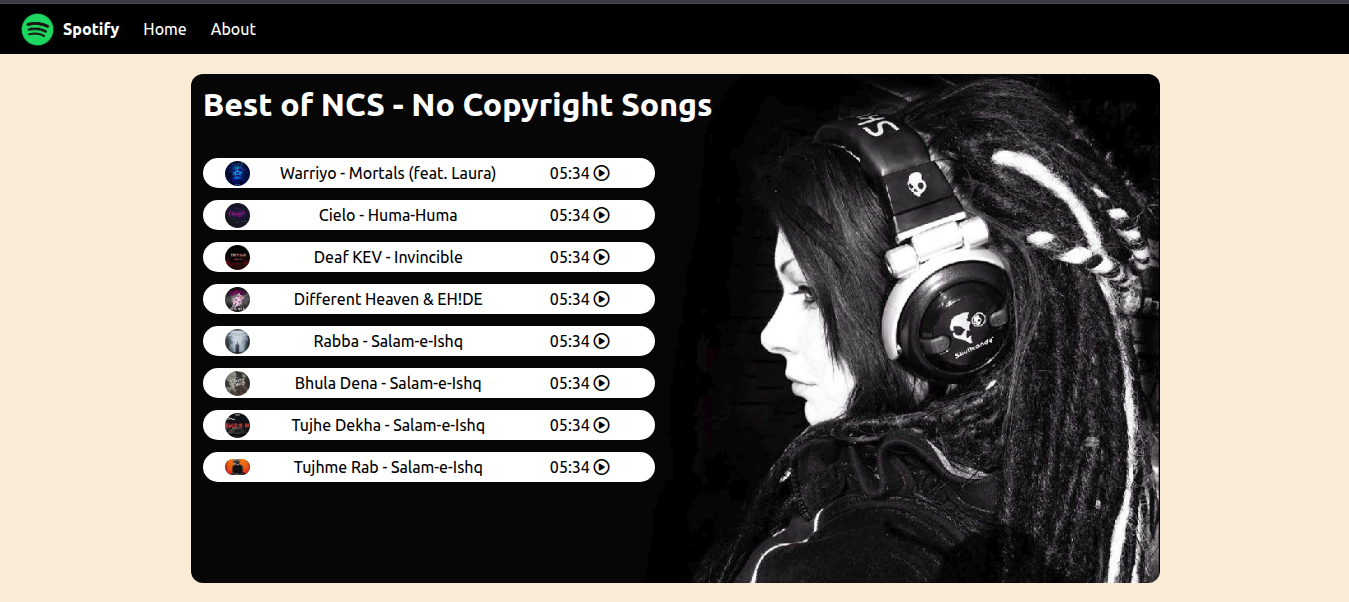 Spotify Home About
Best of NCS - No Copyright Songs
Warriyo - Mortals (feat. Laura) 05:34
Cielo - Huma-Huma 05:34
Deaf KEV - Invincible 05:34
Different Heaven & EH!DE 05:34
Rabba - Salam-e-Ishq 05:34
Bhula Dena - Salam-e-Ishq 05:34
Tujhe Dekha - Salam-e-Ishq 05:34
Tujhme Rab - Salam-e-Ishq 05:34
Skullcandy